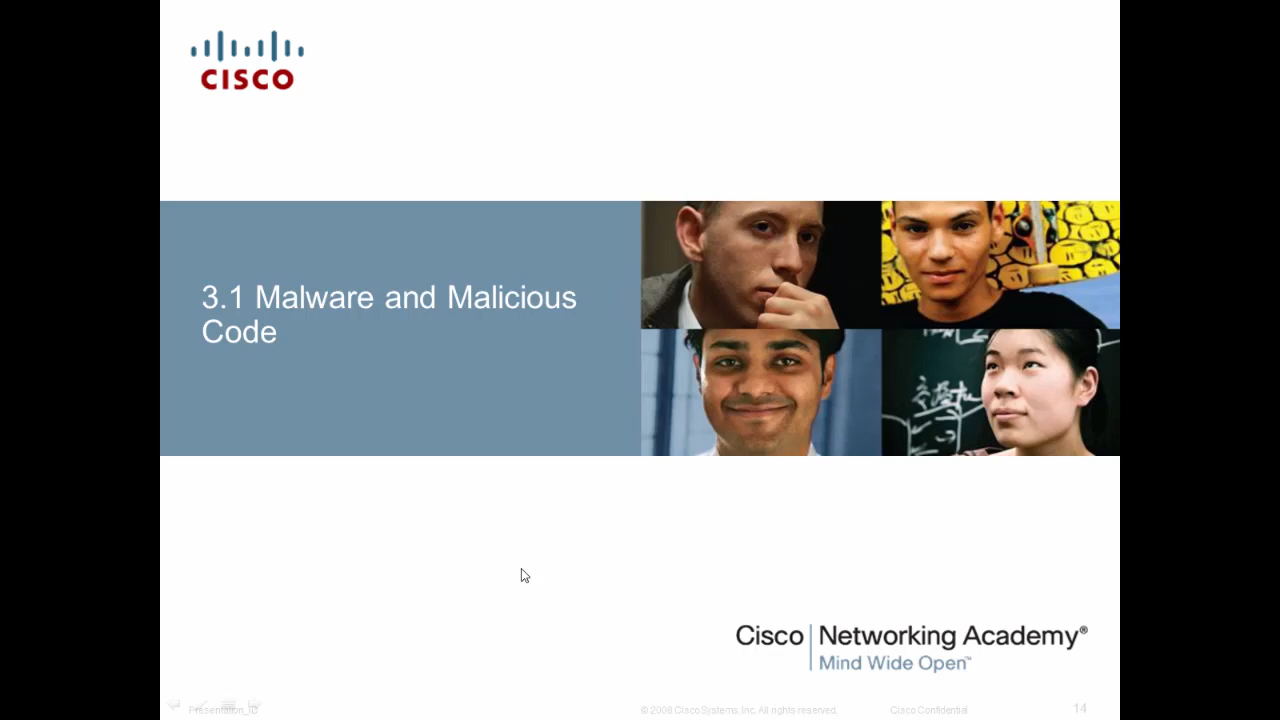 CISCO
3.1 Malware and Malicious
Code
Cisco Networking Academy®
Mind Wide Open™
Presentation_ID
© 2008 Cisco Systems, Inc. All rights reserved.
Cisco Confidential
14